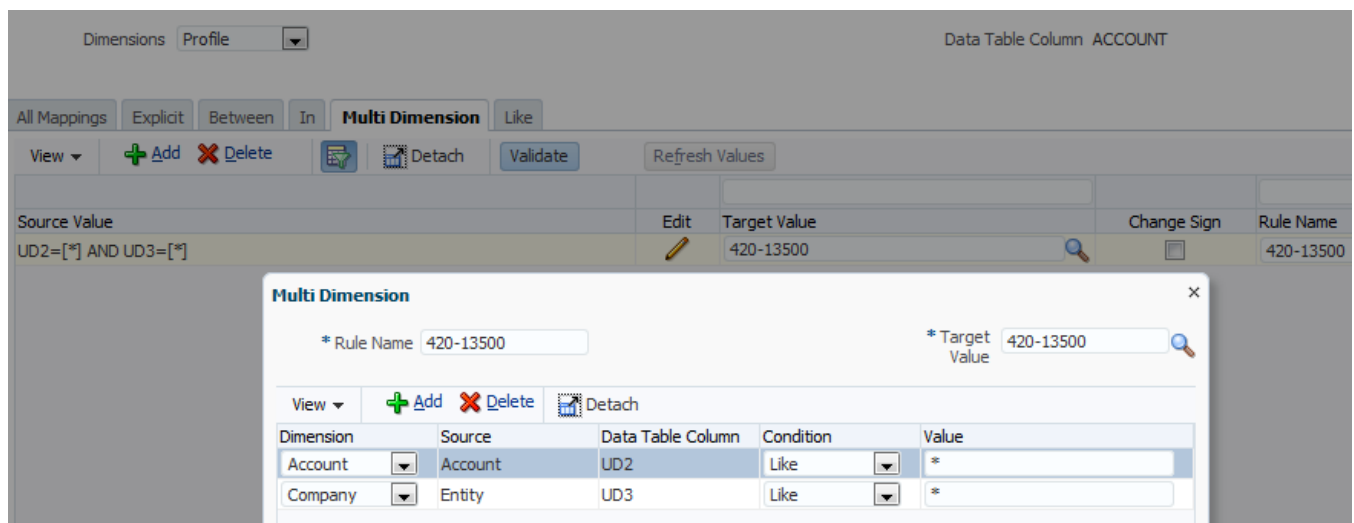 Dimensions Profile Data Table Column ACCOUNT
All Mappings Explicit Between In Multi Dimension Like
View Add Delete Detach Validate Refresh Values
Source Value Edit Target Value Change Sign Rule Name
UD2=[*] AND UD3=[*] 420-13500 420-13500
Multi Dimension ×
* Rule Name 420-13500 * Target Value 420-13500
View Add Delete Detach
Dimension Source Data Table Column Condition Value
Account Account UD2 Like *
Company Entity UD3 Like *